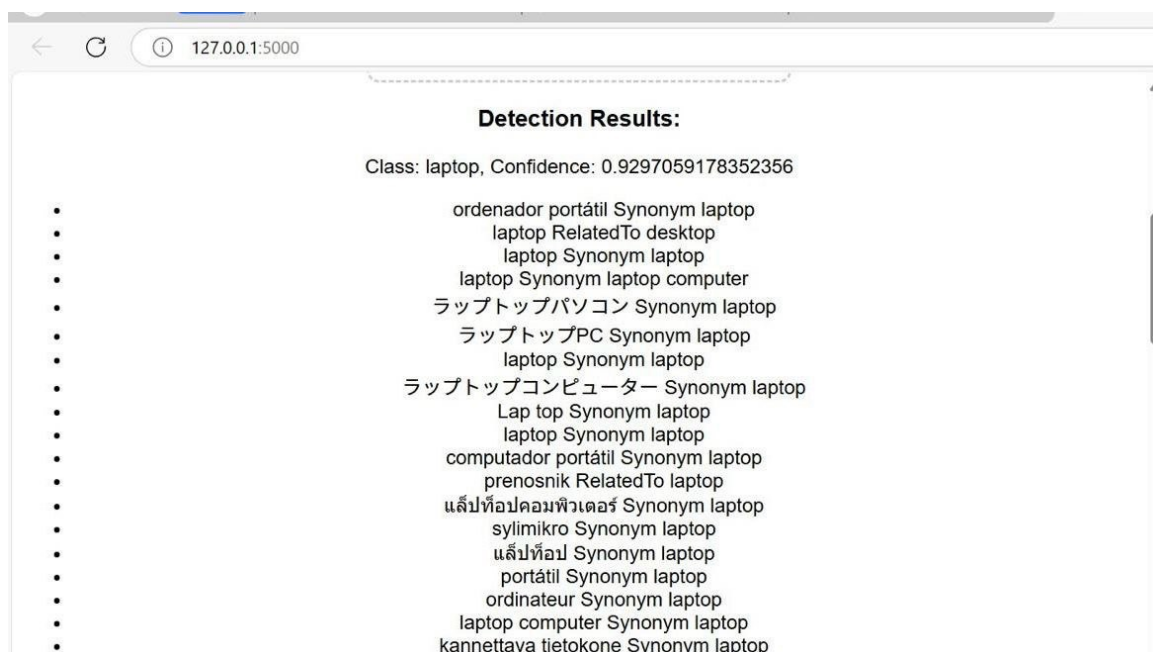 127.0.0.1:5000
Detection Results:
Class: laptop, Confidence: 0.9297059178352356
ordenador portátil Synonym laptop
laptop RelatedTo desktop
laptop Synonym laptop
laptop Synonym laptop computer
ラップトップパソコン Synonym laptop
ラップトップPC Synonym laptop
laptop Synonym laptop
ラップトップコンピューター Synonym laptop
Lap top Synonym laptop
laptop Synonym laptop
computador portátil Synonym laptop
prenosnik RelatedTo laptop
แล็ปท็อปคอมพิวเตอร์ Synonym laptop
sylimikro Synonym laptop
แล็ปท็อป Synonym laptop
portátil Synonym laptop
ordinateur Synonym laptop
laptop computer Synonym laptop
kannettava tietokone Synonym laptop